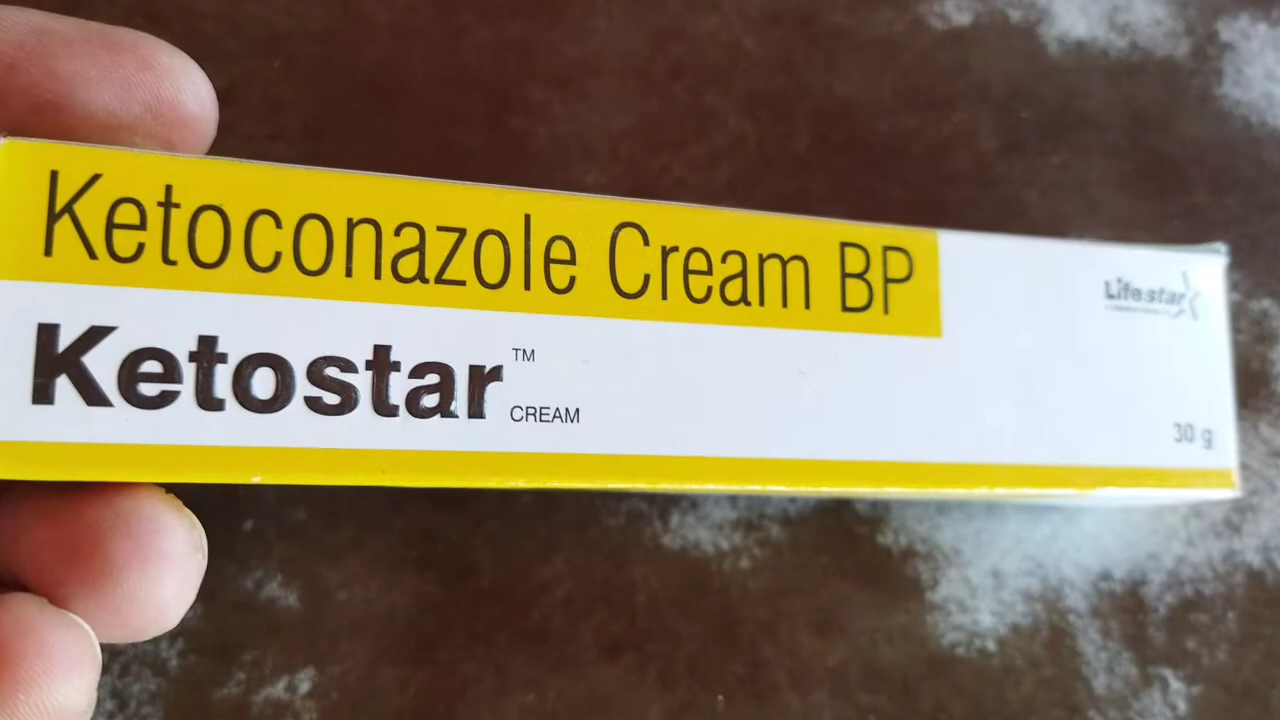 Ketoconazole Cream BP
Lifestar
Ketostar™
CREAM
30 g